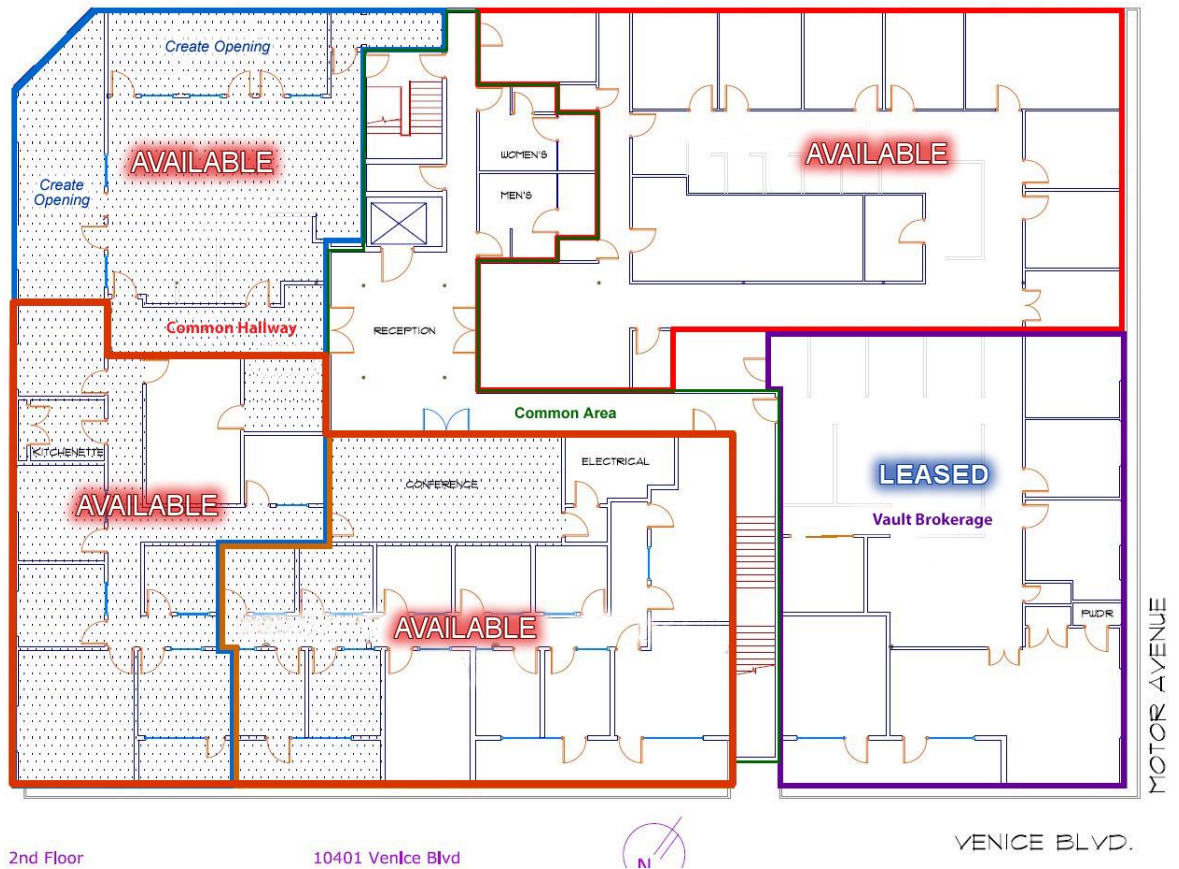 Create Opening
AVAILABLE
Create
Opening
WOMEN'S
MEN'S
AVAILABLE
Common Hallway
RECEPTION
Common Area
KITCHENETTE
AVAILABLE
CONFERENCE
ELECTRICAL
LEASED
Vault Brokerage
AVAILABLE
PWDR
MOTOR AVENUE
VENICE BLVD.
2nd Floor
10401 Venice Blvd
N